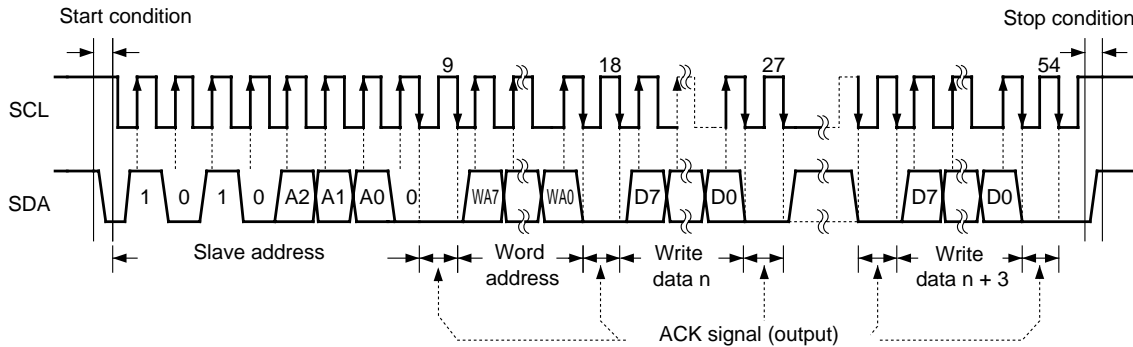 Start condition
Stop condition
9
18
27
54
SCL
SDA
1
0
1
0
A2
A1
A0
0
WA7
WA0
D7
D0
D7
D0
Slave address
Word
address
Write
data n
Write
data n + 3
ACK signal (output)